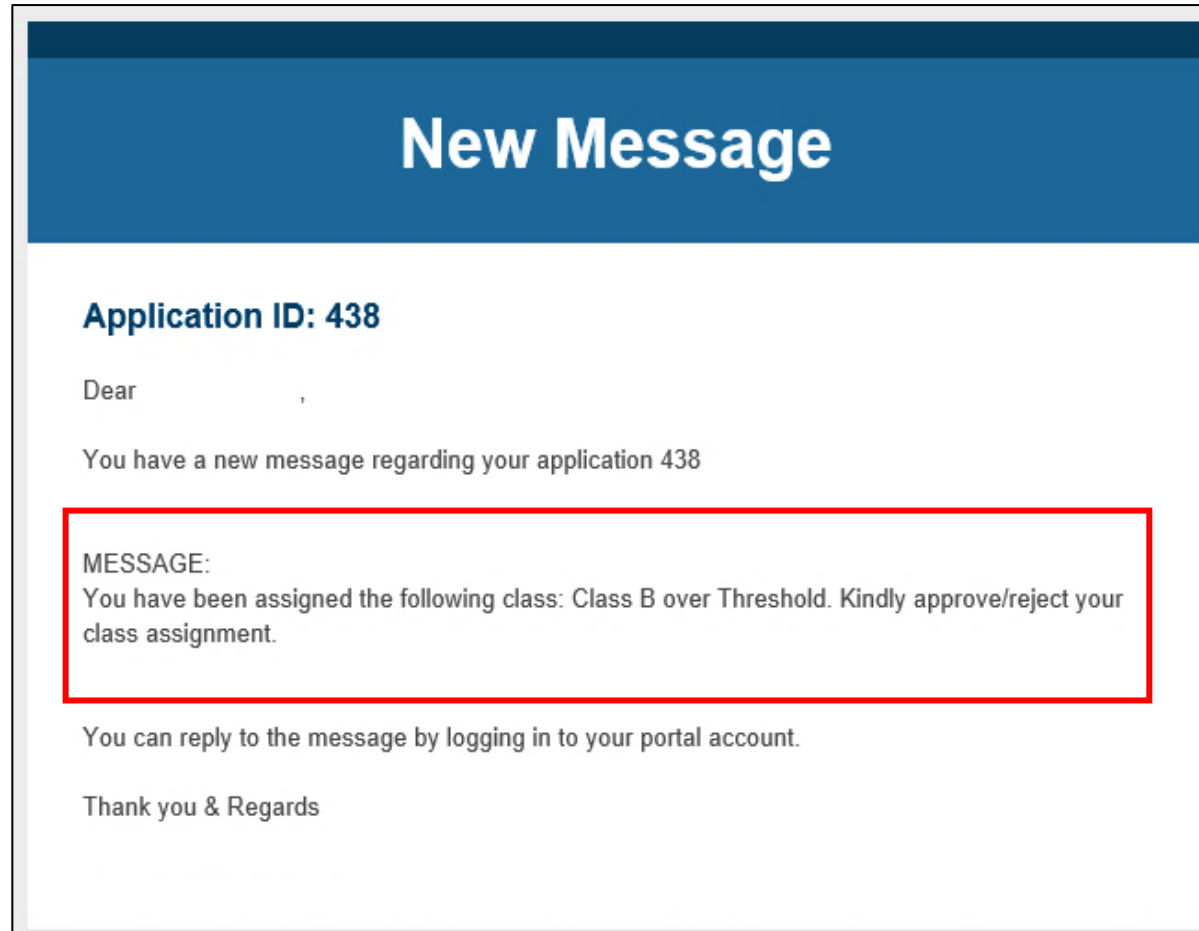 New Message
Application ID: 438
Dear ,
You have a new message regarding your application 438
MESSAGE:
You have been assigned the following class: Class B over Threshold. Kindly approve/reject your
class assignment.
You can reply to the message by logging in to your portal account.
Thank you & Regards